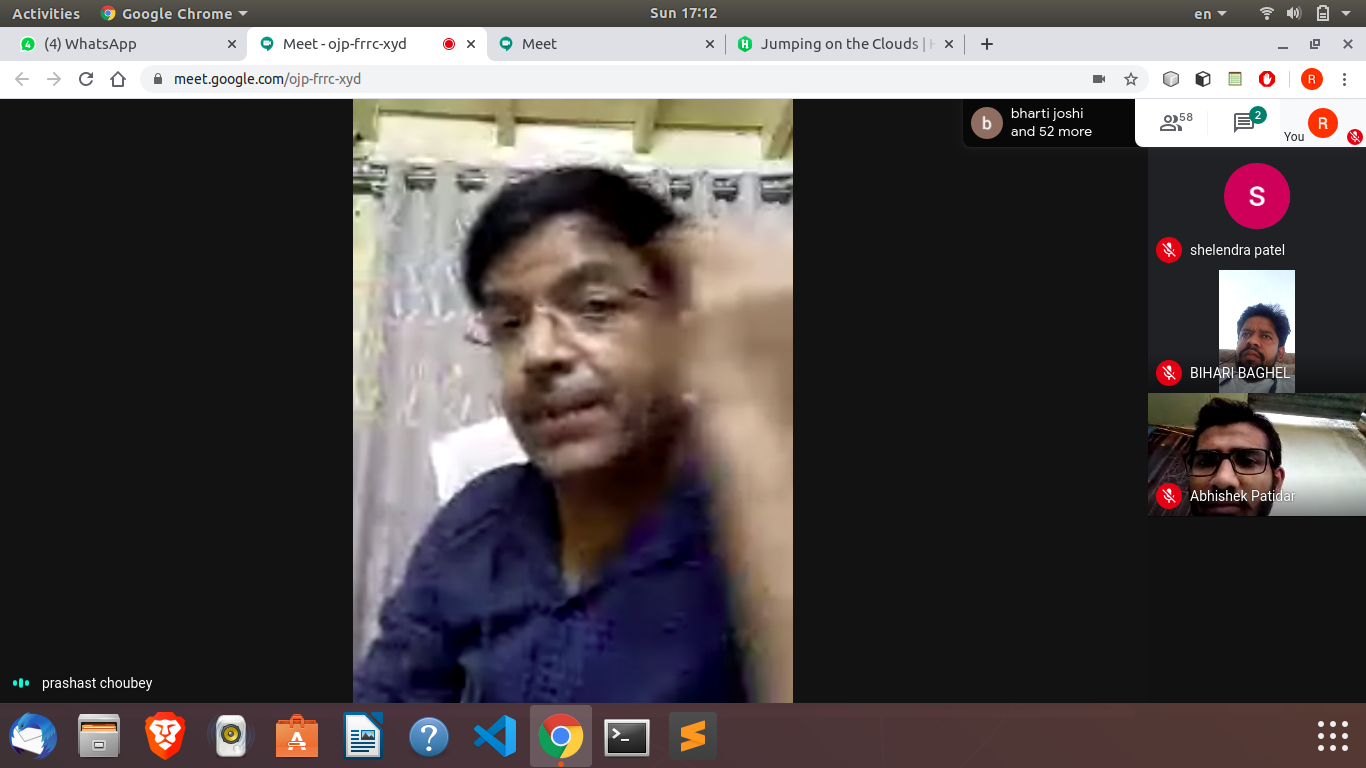 Activities
Google Chrome
Sun 17:12
en
4
(4) WhatsApp
Meet - ojp-frrc-xyd
Meet
H
Jumping on the Clouds | H
meet.google.com/ojp-frrc-xyd
R
b
bharti joshi
and 52 more
58
2
You
R
S
shelendra patel
BIHARI BAGHEL
Abhishek Patidar
prashast choubey
A
?
>_
S